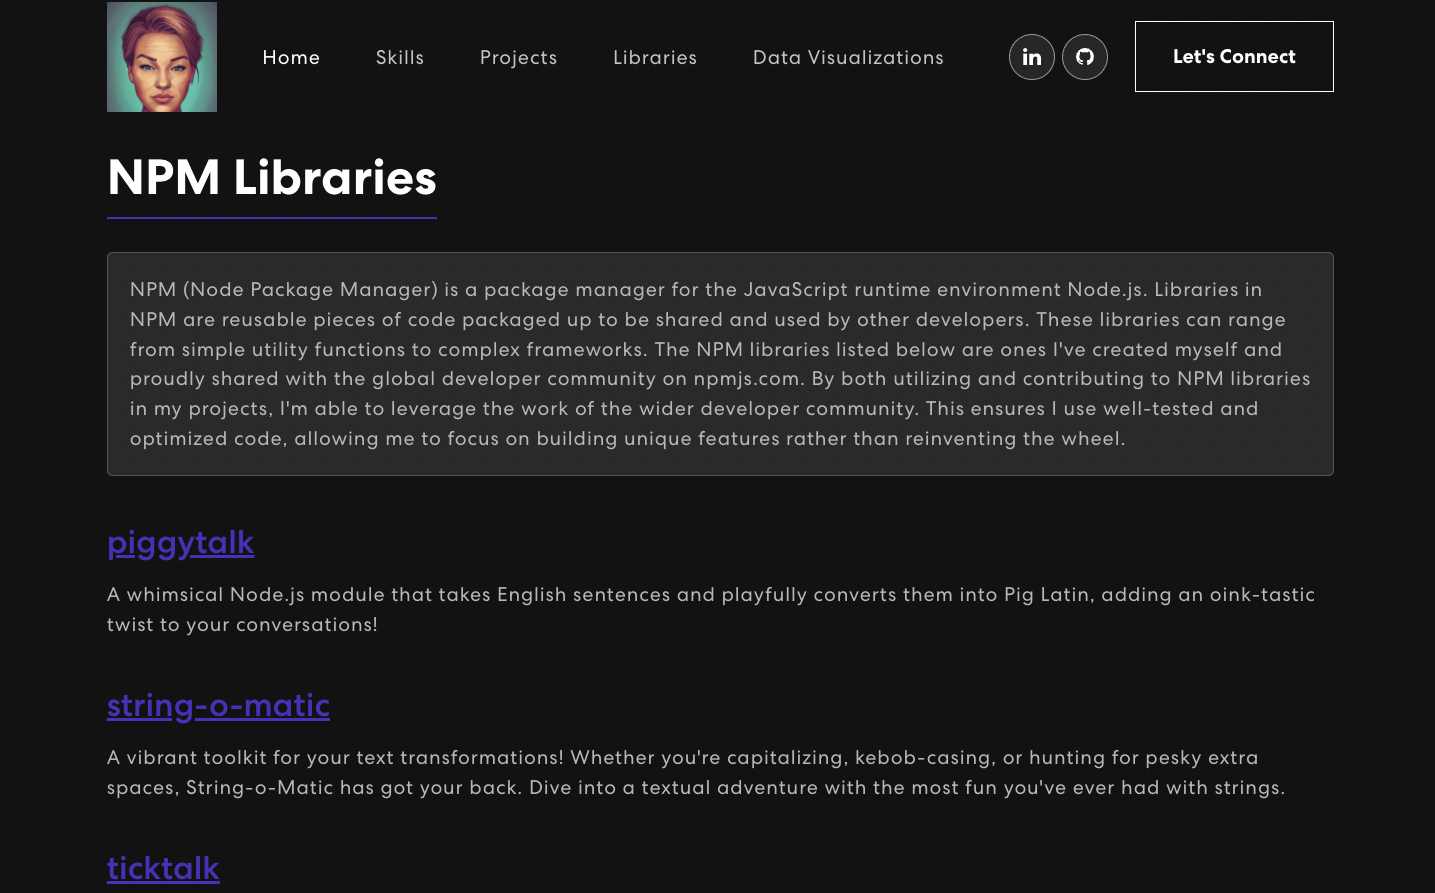 Home
Skills
Projects
Libraries
Data Visualizations
in
Let's Connect
NPM Libraries
NPM (Node Package Manager) is a package manager for the JavaScript runtime environment Node.js. Libraries in
NPM are reusable pieces of code packaged up to be shared and used by other developers. These libraries can range
from simple utility functions to complex frameworks. The NPM libraries listed below are ones I've created myself and
proudly shared with the global developer community on npmjs.com. By both utilizing and contributing to NPM libraries
in my projects, I'm able to leverage the work of the wider developer community. This ensures I use well-tested and
optimized code, allowing me to focus on building unique features rather than reinventing the wheel.
piggytalk
A whimsical Node.js module that takes English sentences and playfully converts them into Pig Latin, adding an oink-tastic
twist to your conversations!
string-o-matic
A vibrant toolkit for your text transformations! Whether you're capitalizing, kebob-casing, or hunting for pesky extra
spaces, String-o-Matic has got your back. Dive into a textual adventure with the most fun you've ever had with strings.
ticktalk